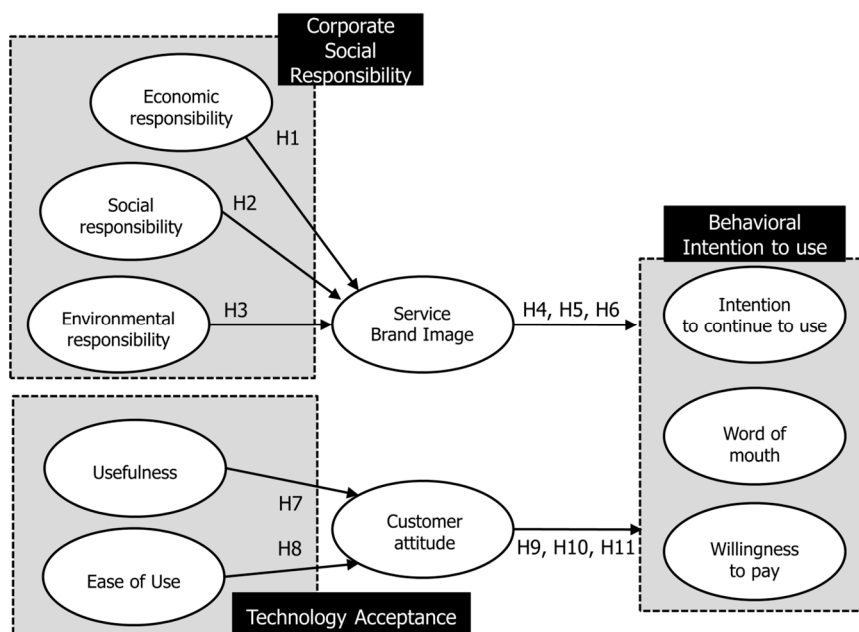 Corporate
Social
Responsibility
Economic
responsibility
H1
Social
responsibility
H2
Environmental
responsibility
H3
Service
Brand Image
H4, H5, H6
Behavioral
Intention to use
Intention
to continue to use
Word of
mouth
Willingness
to pay
Usefulness
H7
Customer
attitude
H9, H10, H11
H8
Ease of Use
Technology Acceptance